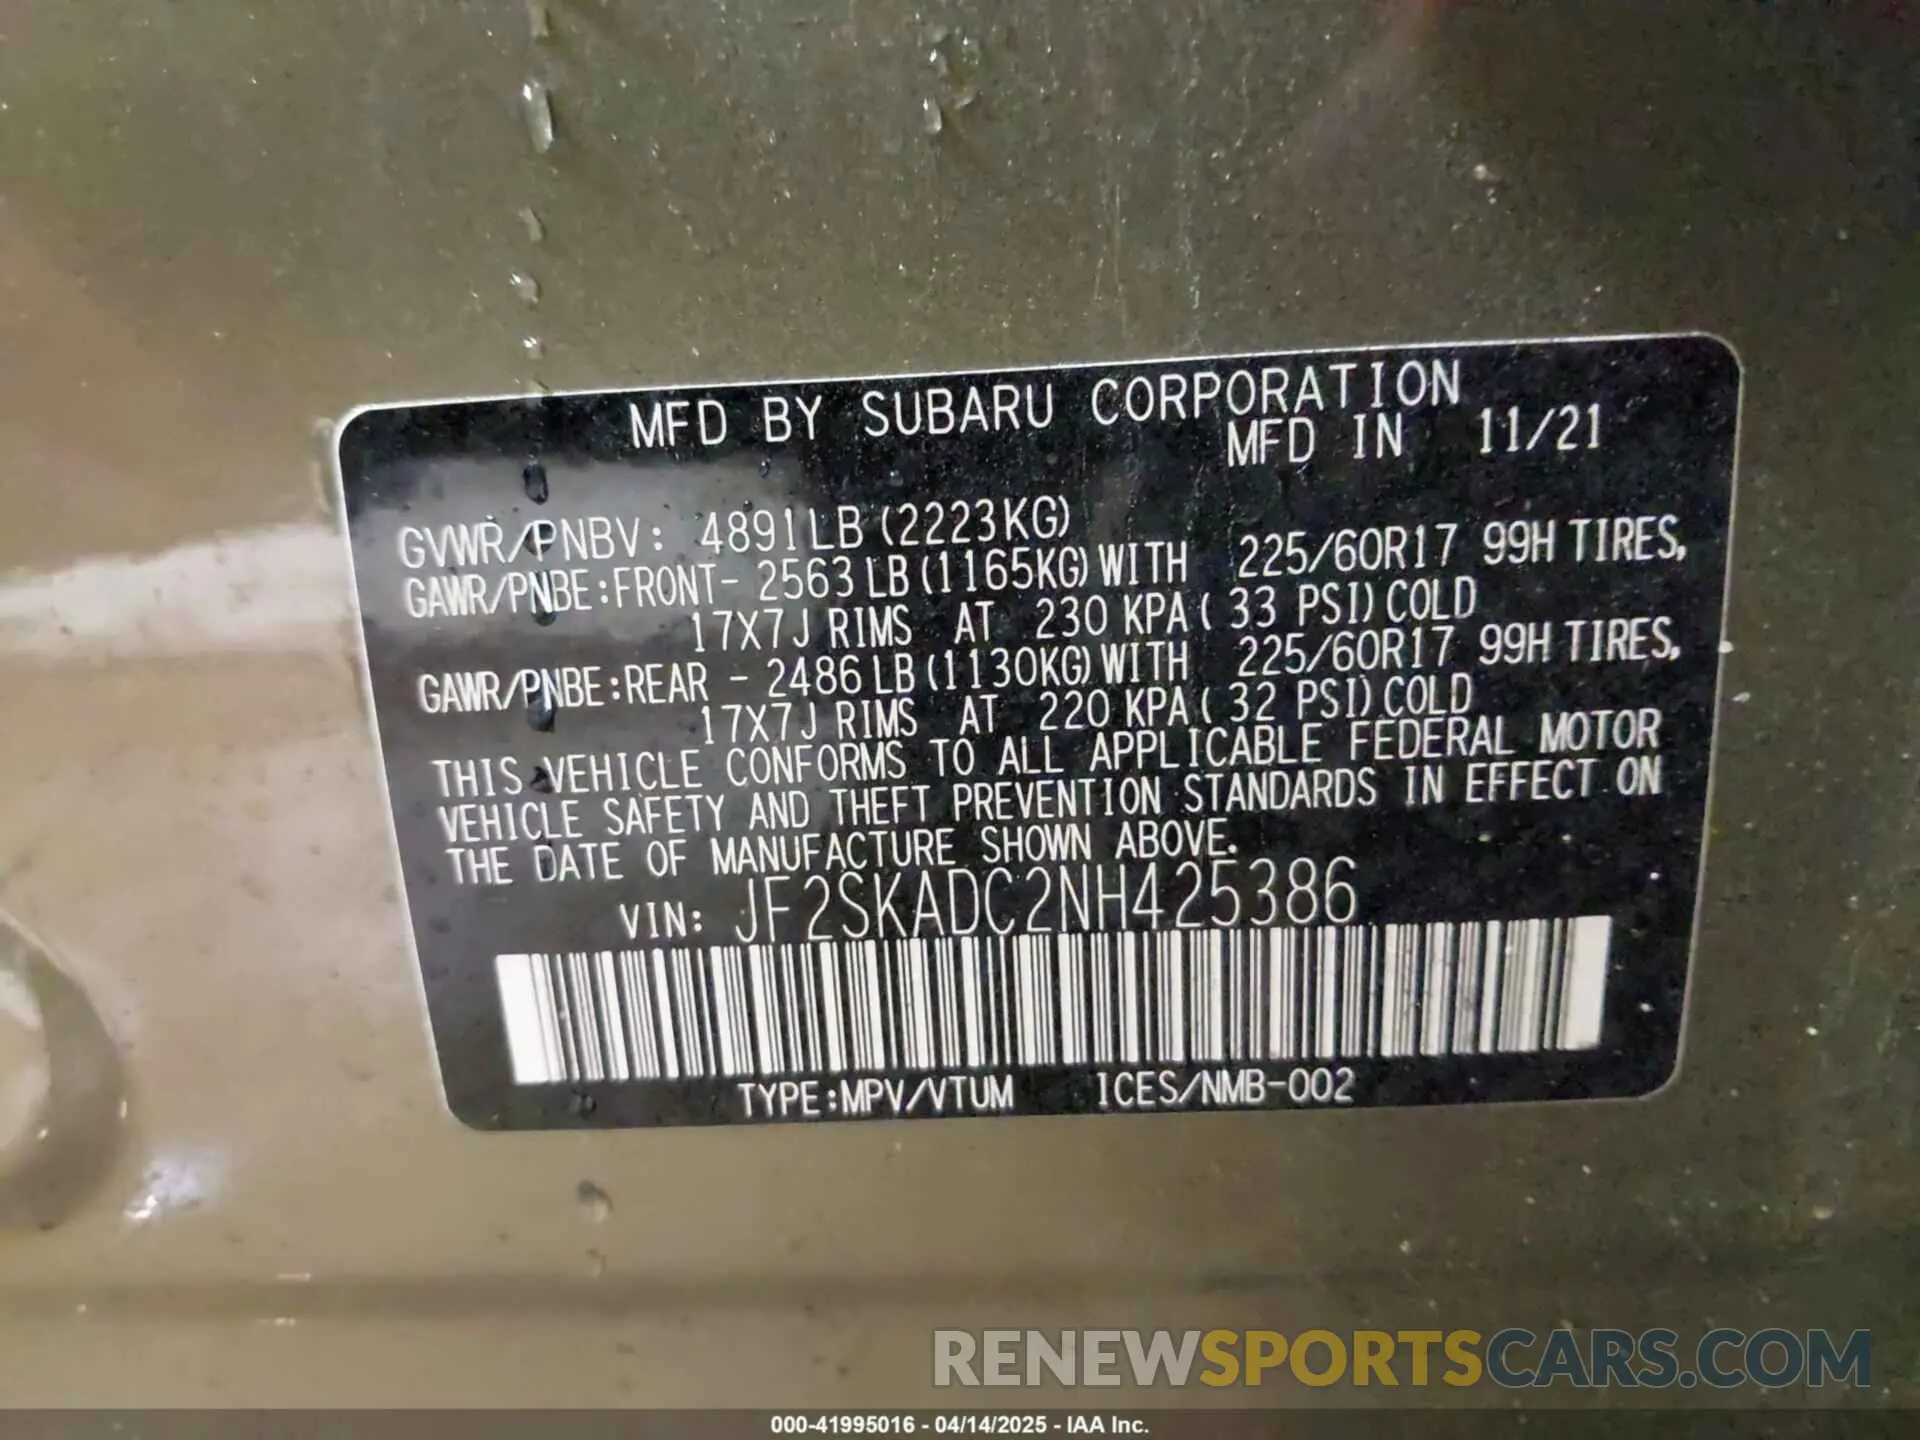 MFD BY SUBARU CORPORATION
MFD IN 11/21
GVWR/PNBV: 4891LB (2223KG)
GAWR/PNBE:FRONT- 2563 LB (1165KG) WITH 225/60R17 99H TIRES,
17X7J RIMS AT 230 KPA ( 33 PSI) COLD
GAWR/PNBE:REAR - 2486 LB (1130KG) WITH 225/60R17 99H TIRES,
17X7J RIMS AT 220 KPA ( 32 PSI) COLD
THIS VEHICLE CONFORMS TO ALL APPLICABLE FEDERAL MOTOR
VEHICLE SAFETY AND THEFT PREVENTION STANDARDS IN EFFECT ON
THE DATE OF MANUFACTURE SHOWN ABOVE.
VIN: JF2SKADC2NH425386
TYPE:MPV/VTUM ICES/NMB-002
RENEWSPORTSCARS.COM
000-41995016 - 04/14/2025 - IAA Inc.